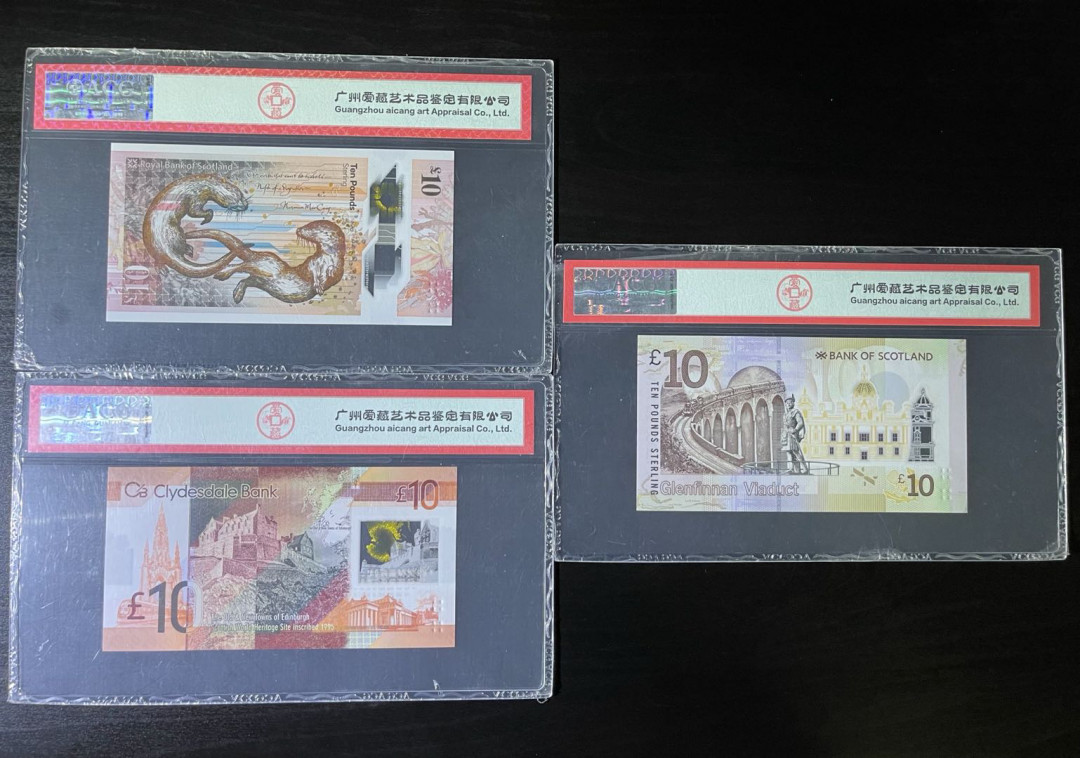 ACG
广州爱藏艺术品鉴定有限公司
Guangzhou aicang art Appraisal Co., Ltd.
Royal Bank of Scotland
Ten Pounds
Sterling
£10
10
广州爱藏艺术品鉴定有限公司
Guangzhou aicang art Appraisal Co., Ltd.
£10
BANK OF SCOTLAND
TEN POUNDS STERLING
Glenfinnan Viaduct
£10
广州爱藏艺术品鉴定有限公司
Guangzhou aicang art Appraisal Co., Ltd.
Clydesdale Bank
£10
£10
Towns of Edinburgh
Heritage Site inscribed 1995